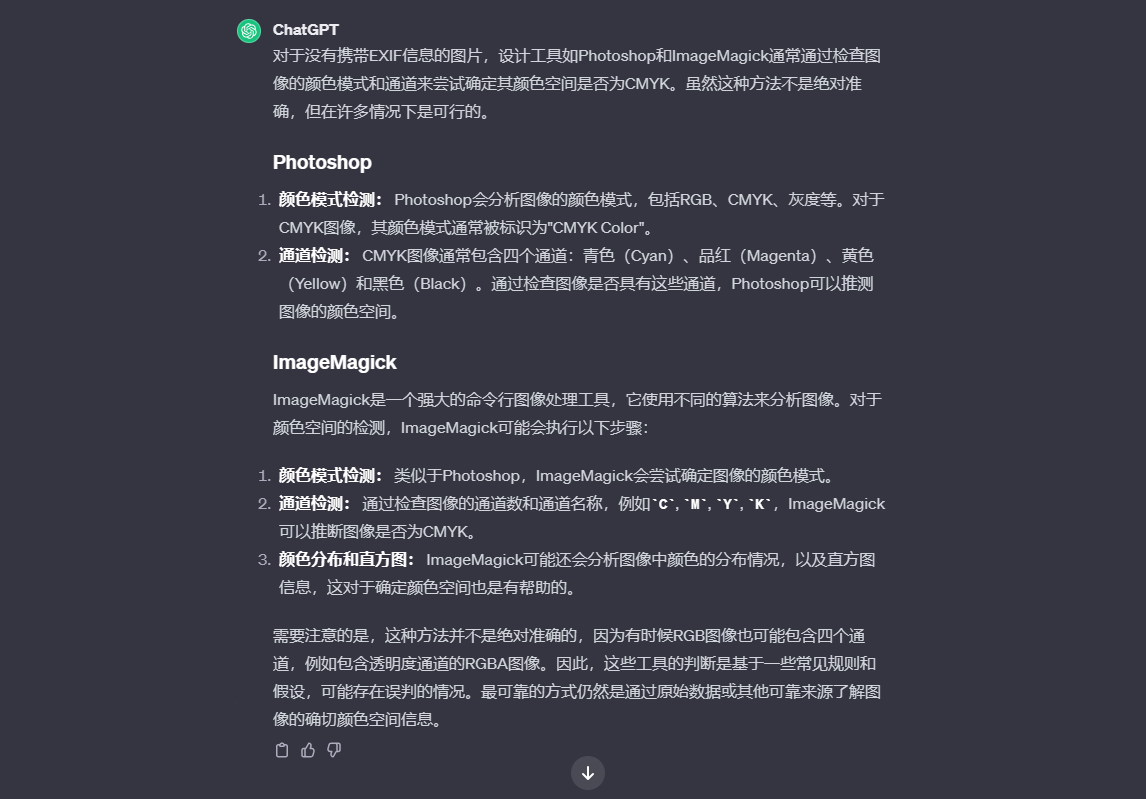 ChatGPT
对于没有携带EXIF信息的图片，设计工具如Photoshop和ImageMagick通常通过检查图
像的颜色模式和通道来尝试确定其颜色空间是否为CMYK。虽然这种方法不是绝对准
确，但在许多情况下是可行的。
Photoshop
1. 颜色模式检测： Photoshop会分析图像的颜色模式，包括RGB、CMYK、灰度等。对于
CMYK图像，其颜色模式通常被标识为"CMYK Color"。
2. 通道检测： CMYK图像通常包含四个通道：青色（Cyan）、品红（Magenta）、黄色
（Yellow）和黑色（Black）。通过检查图像是否具有这些通道，Photoshop可以推测
图像的颜色空间。
ImageMagick
ImageMagick是一个强大的命令行图像处理工具，它使用不同的算法来分析图像。对于
颜色空间的检测，ImageMagick可能会执行以下步骤：
1. 颜色模式检测： 类似于Photoshop，ImageMagick会尝试确定图像的颜色模式。
2. 通道检测： 通过检查图像的通道数和通道名称，例如`C`, `M`, `Y`, `K`，ImageMagick
可以推断图像是否为CMYK。
3. 颜色分布和直方图： ImageMagick可能还会分析图像中颜色的分布情况，以及直方图
信息，这对于确定颜色空间也是有帮助的。
需要注意的是，这种方法并不是绝对准确的，因为有时候RGB图像也可能包含四个通
道，例如包含透明度通道的RGBA图像。因此，这些工具的判断是基于一些常见规则和
假设，可能存在误判的情况。最可靠的方式仍然是通过原始数据或其他可靠来源了解图
像的确切颜色空间信息。